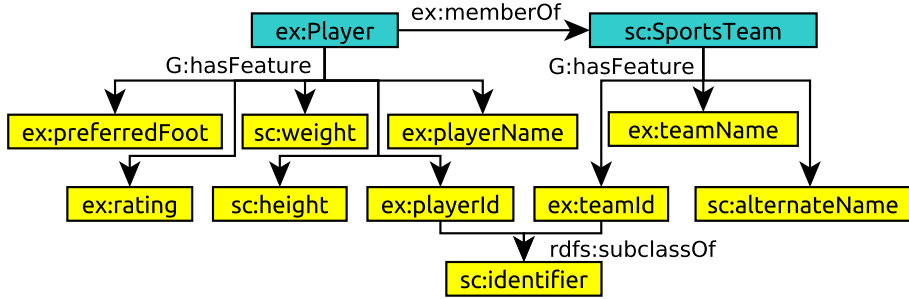 ex:memberOf
ex:Player
sc:SportsTeam
G:hasFeature
G:hasFeature
ex:preferredFoot
sc:weight
ex:playerName
ex:teamName
ex:rating
sc:height
ex:playerId
ex:teamId
sc:alternateName
rdfs:subclassOf
sc:identifier